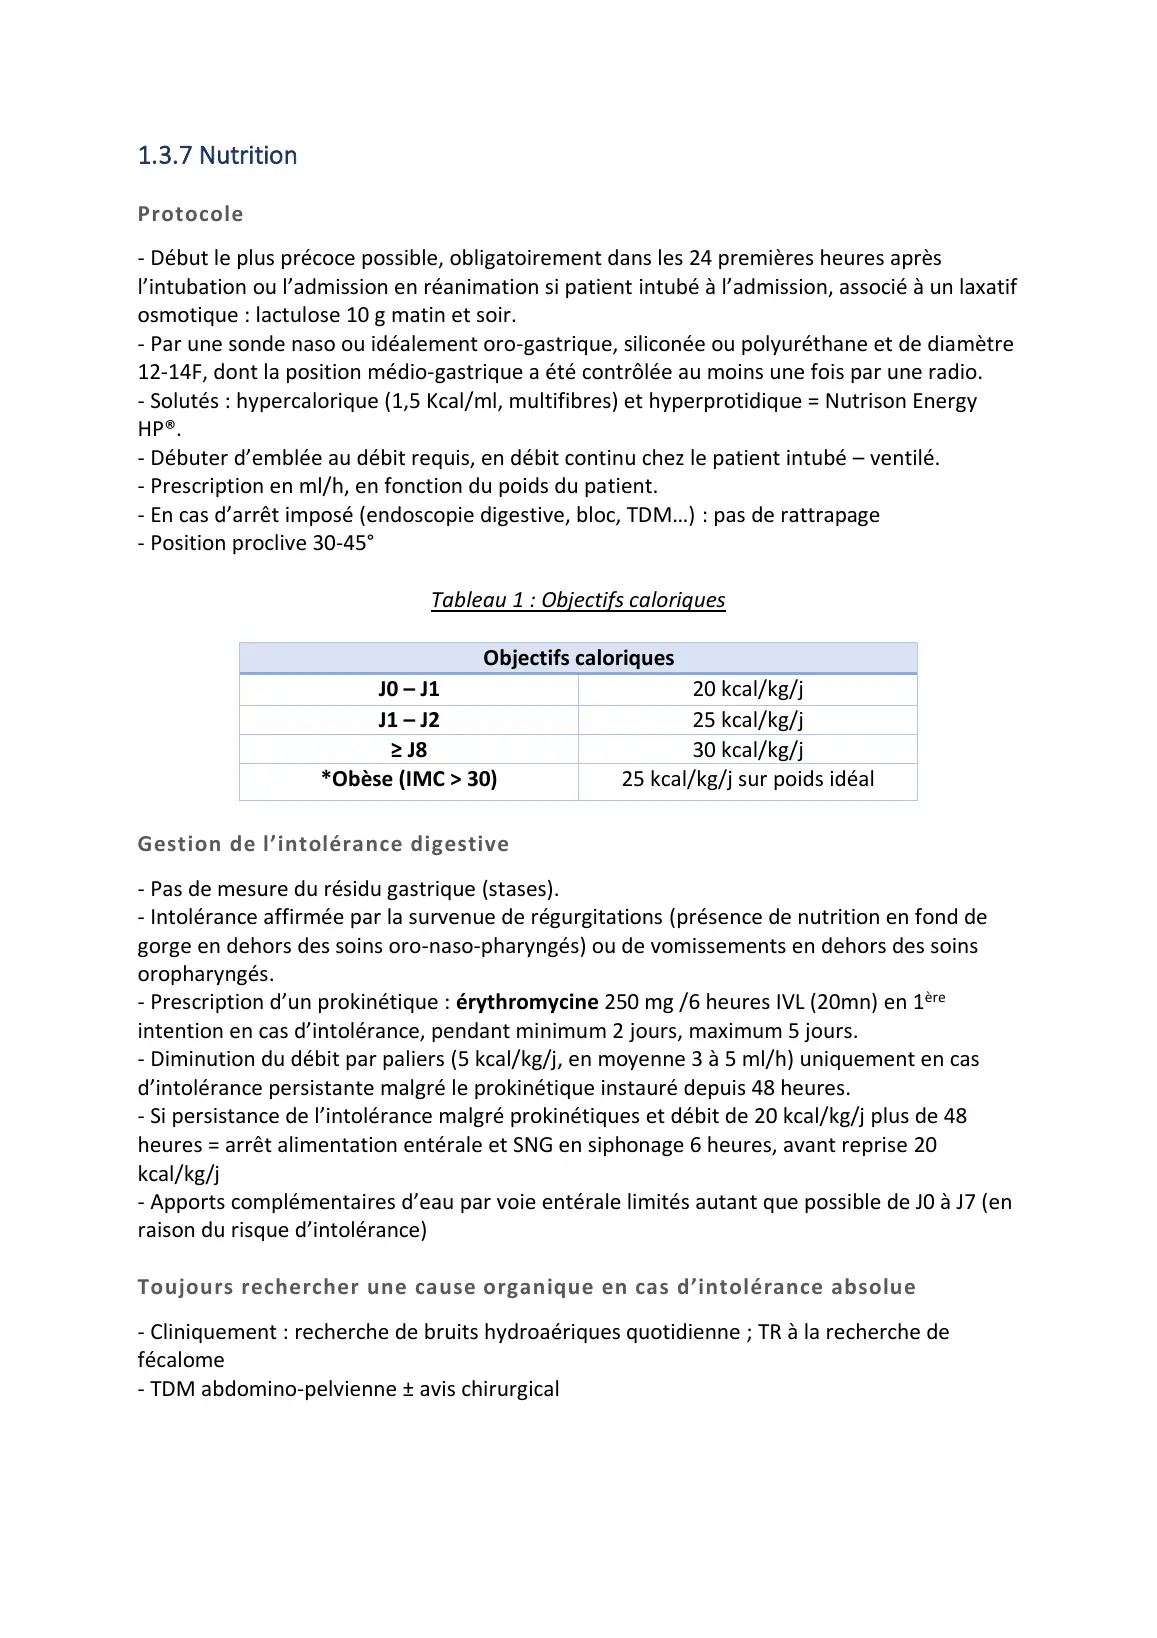 1.3.7 Nutrition
Protocole
- Début le plus précoce possible, obligatoirement dans les 24 premières heures après
l’intubation ou l’admission en réanimation si patient intubé à l’admission, associé à un laxatif
osmotique : lactulose 10 g matin et soir.
- Par une sonde naso ou idéalement oro-gastrique, siliconée ou polyuréthane et de diamètre
12-14F, dont la position médio-gastrique a été contrôlée au moins une fois par une radio.
- Solutés : hypercalorique (1,5 Kcal/ml, multifibres) et hyperprotidique = Nutrison Energy
HP®.
- Débuter d’emblée au débit requis, en débit continu chez le patient intubé – ventilé.
- Prescription en ml/h, en fonction du poids du patient.
- En cas d’arrêt imposé (endoscopie digestive, bloc, TDM…) : pas de rattrapage
- Position proclive 30-45°
Tableau 1 : Objectifs caloriques
Objectifs caloriques
J0 – J1 20 kcal/kg/j
J1 – J2 25 kcal/kg/j
≥ J8 30 kcal/kg/j
*Obèse (IMC > 30) 25 kcal/kg/j sur poids idéal
Gestion de l’intolérance digestive
- Pas de mesure du résidu gastrique (stases).
- Intolérance affirmée par la survenue de régurgitations (présence de nutrition en fond de
gorge en dehors des soins oro-naso-pharyngés) ou de vomissements en dehors des soins
oropharyngés.
- Prescription d’un prokinétique : érythromycine 250 mg /6 heures IVL (20mn) en 1ère
intention en cas d’intolérance, pendant minimum 2 jours, maximum 5 jours.
- Diminution du débit par paliers (5 kcal/kg/j, en moyenne 3 à 5 ml/h) uniquement en cas
d’intolérance persistante malgré le prokinétique instauré depuis 48 heures.
- Si persistance de l’intolérance malgré prokinétiques et débit de 20 kcal/kg/j plus de 48
heures = arrêt alimentation entérale et SNG en siphonage 6 heures, avant reprise 20
kcal/kg/j
- Apports complémentaires d’eau par voie entérale limités autant que possible de J0 à J7 (en
raison du risque d’intolérance)
Toujours rechercher une cause organique en cas d’intolérance absolue
- Cliniquement : recherche de bruits hydroaériques quotidienne ; TR à la recherche de
fécalome
- TDM abdomino-pelvienne ± avis chirurgical